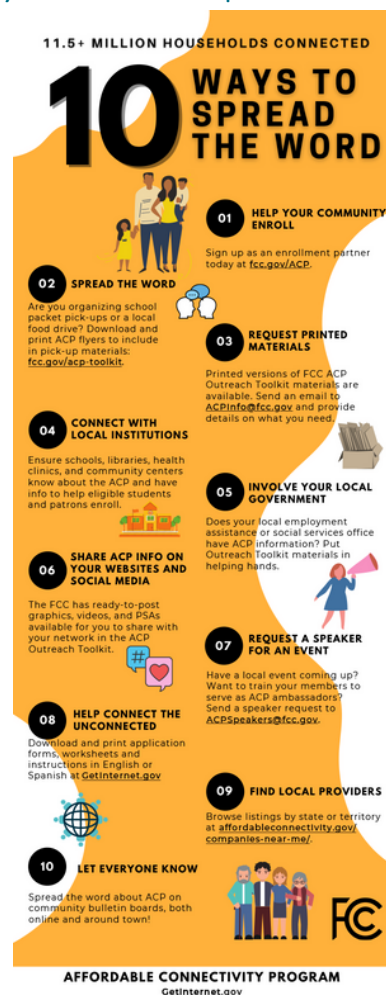 11.5+ MILLION HOUSEHOLDS CONNECTED
10 WAYS TO
SPREAD
THE WORD
01 HELP YOUR COMMUNITY
ENROLL
Sign up as an enrollment partner
today at fcc.gov/ACP.
02 SPREAD THE WORD
Are you organizing school
packet pick-ups or a local
food drive? Download and
print ACP flyers to include
in pick-up materials:
fcc.gov/acp-toolkit.
03 REQUEST PRINTED
MATERIALS
Printed versions of FCC ACP
Outreach Toolkit materials are
available. Send an email to
ACPInfo@fcc.gov and provide
details on what you need.
04 CONNECT WITH
LOCAL INSTITUTIONS
Ensure schools, libraries, health
clinics, and community centers
know about the ACP and have
info to help eligible students
and patrons enroll.
05 INVOLVE YOUR LOCAL
GOVERNMENT
Does your local employment
assistance or social services office
have ACP information? Put
Outreach Toolkit materials in
helping hands.
06 SHARE ACP INFO ON
YOUR WEBSITES AND
SOCIAL MEDIA
The FCC has ready-to-post
graphics, videos, and PSAs
available for you to share with
your network in the ACP
Outreach Toolkit.
#
07 REQUEST A SPEAKER
FOR AN EVENT
Have a local event coming up?
Want to train your members to
serve as ACP ambassadors?
Send a speaker request to
ACPSpeakers@fcc.gov.
08 HELP CONNECT THE
UNCONNECTED
Download and print application
forms, worksheets and
instructions in English or
Spanish at GetInternet.gov
09 FIND LOCAL PROVIDERS
Browse listings by state or territory
at affordableconnectivity.gov/
companies-near-me/.
10 LET EVERYONE KNOW
Spread the word about ACP on
community bulletin boards, both
online and around town!
FCC
AFFORDABLE CONNECTIVITY PROGRAM
GetInternet.gov